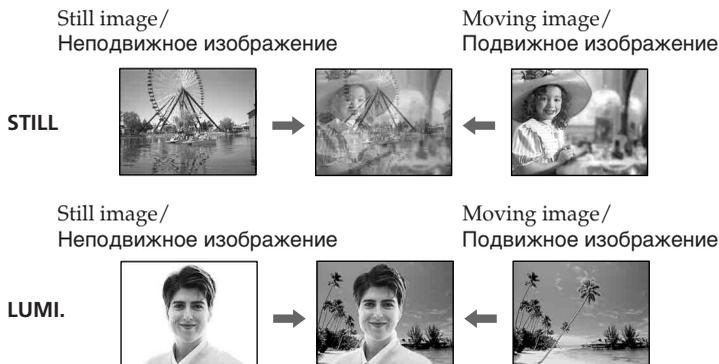 Still image/
Неподвижное изображение
Moving image/
Подвижное изображение
STILL
Still image/
Неподвижное изображение
Moving image/
Подвижное изображение
LUMI.